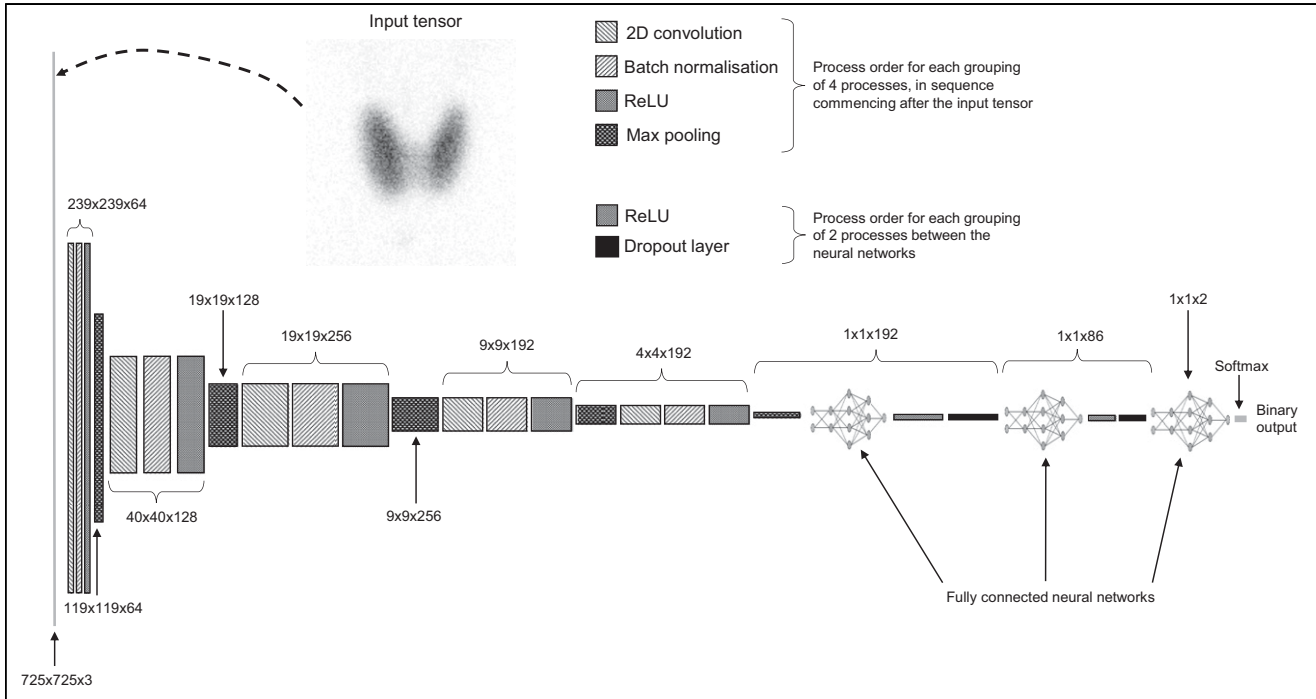 Input tensor
2D convolution
Batch normalisation
ReLU
Max pooling
Process order for each grouping
of 4 processes, in sequence
commencing after the input tensor
ReLU
Dropout layer
Process order for each grouping
of 2 processes between the
neural networks
239x239x64
19x19x128
19x19x256
9x9x192
4x4x192
1x1x192
1x1x86
1x1x2
Softmax
Binary
output
40x40x128
9x9x256
119x119x64
Fully connected neural networks
725x725x3